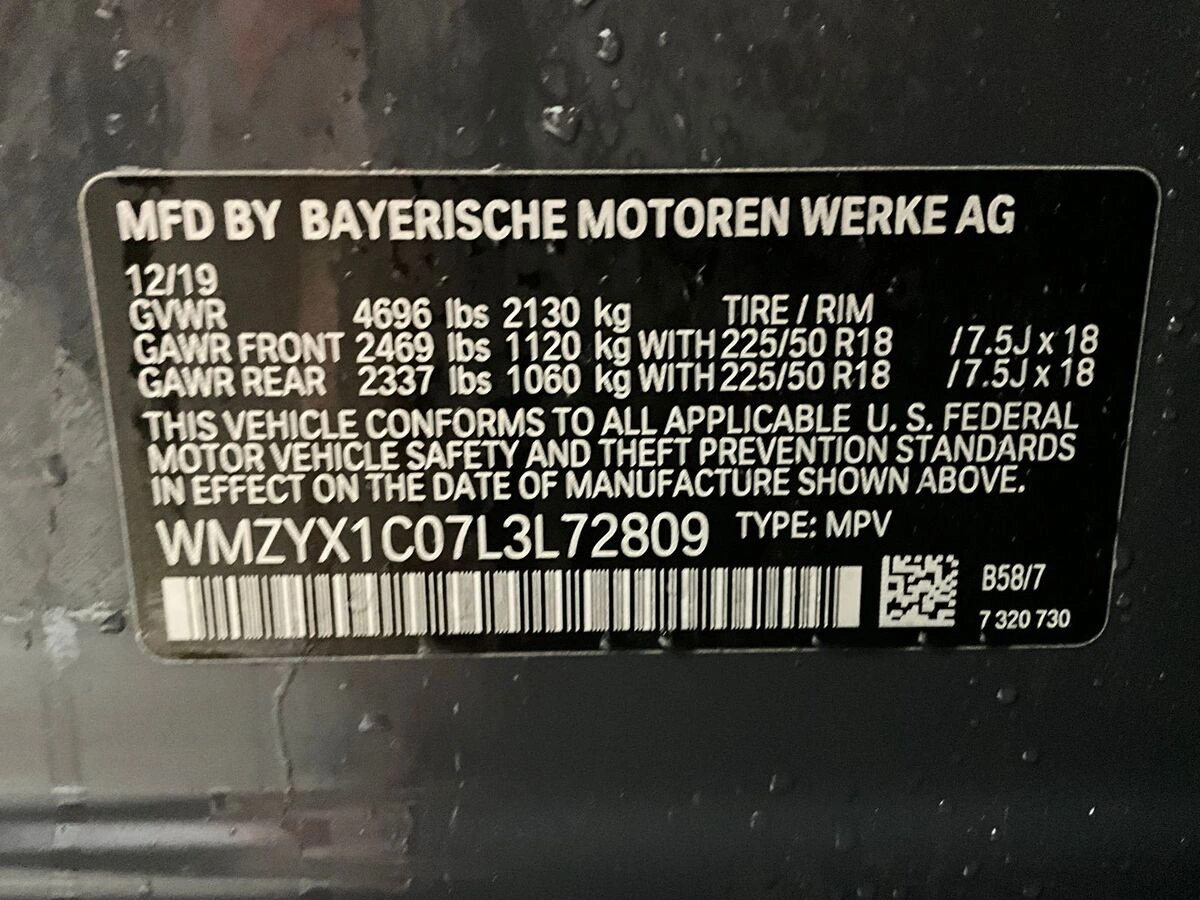 MFD BY BAYERISCHE MOTOREN WERKE AG
12/19
GVWR 4696 lbs 2130 kg TIRE / RIM
GAWR FRONT 2469 lbs 1120 kg WITH 225/50 R18 /7.5J x 18
GAWR REAR 2337 lbs 1060 kg WITH 225/50 R18 /7.5J x 18
THIS VEHICLE CONFORMS TO ALL APPLICABLE U. S. FEDERAL
MOTOR VEHICLE SAFETY AND THEFT PREVENTION STANDARDS
IN EFFECT ON THE DATE OF MANUFACTURE SHOWN ABOVE.
WMZYX1C07L3L72809 TYPE: MPV
B58/7
7 320 730